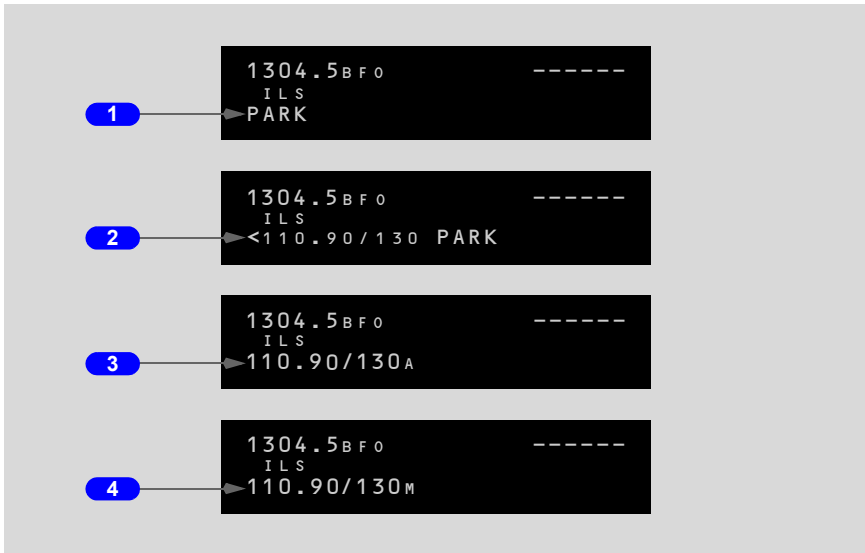 1304.5BFO ------
ILS
1 PARK
1304.5BFO ------
ILS
2 <110.90/130 PARK
1304.5BFO ------
ILS
3 110.90/130A
1304.5BFO ------
ILS
4 110.90/130M